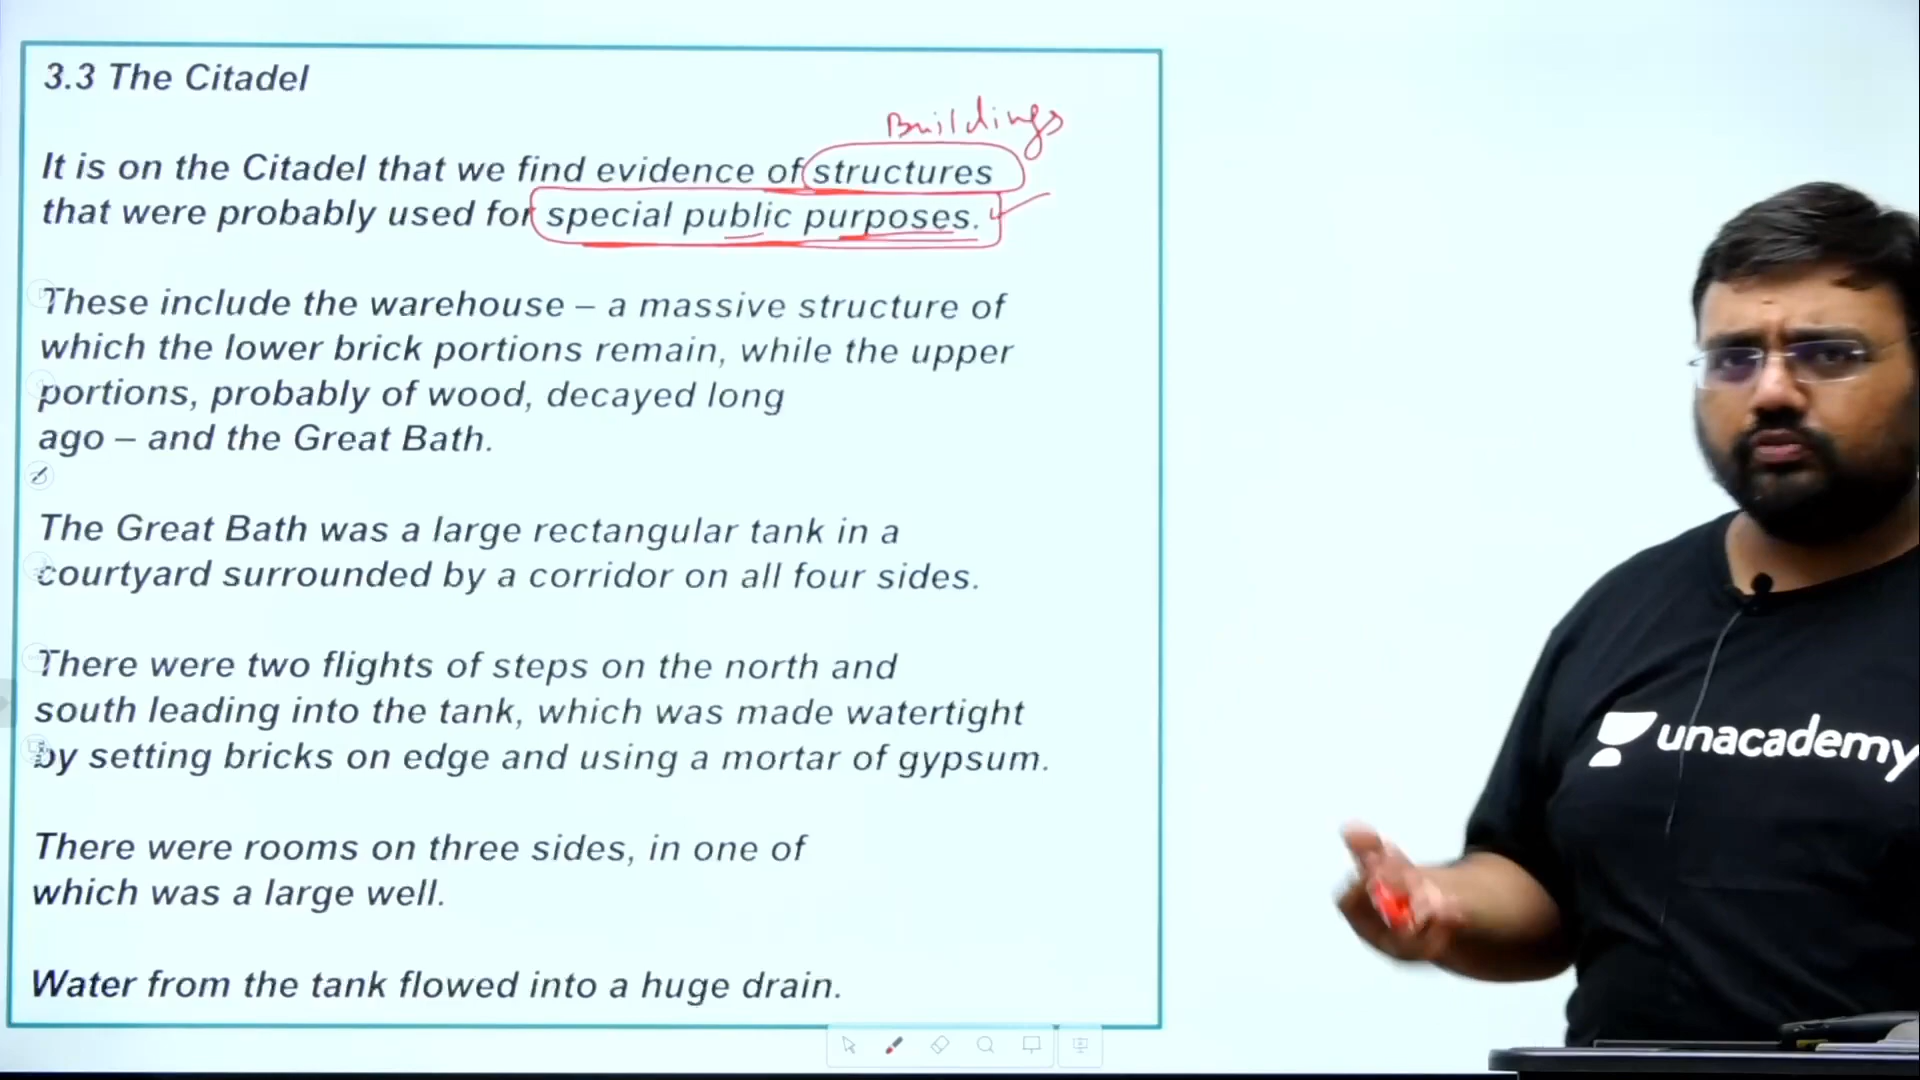 3.3 The Citadel
Buildings
It is on the Citadel that we find evidence of structures
that were probably used for special public purposes.
These include the warehouse – a massive structure of
which the lower brick portions remain, while the upper
portions, probably of wood, decayed long
ago – and the Great Bath.
The Great Bath was a large rectangular tank in a
courtyard surrounded by a corridor on all four sides.
There were two flights of steps on the north and
south leading into the tank, which was made watertight
by setting bricks on edge and using a mortar of gypsum.
There were rooms on three sides, in one of
which was a large well.
Water from the tank flowed into a huge drain.
unacademy